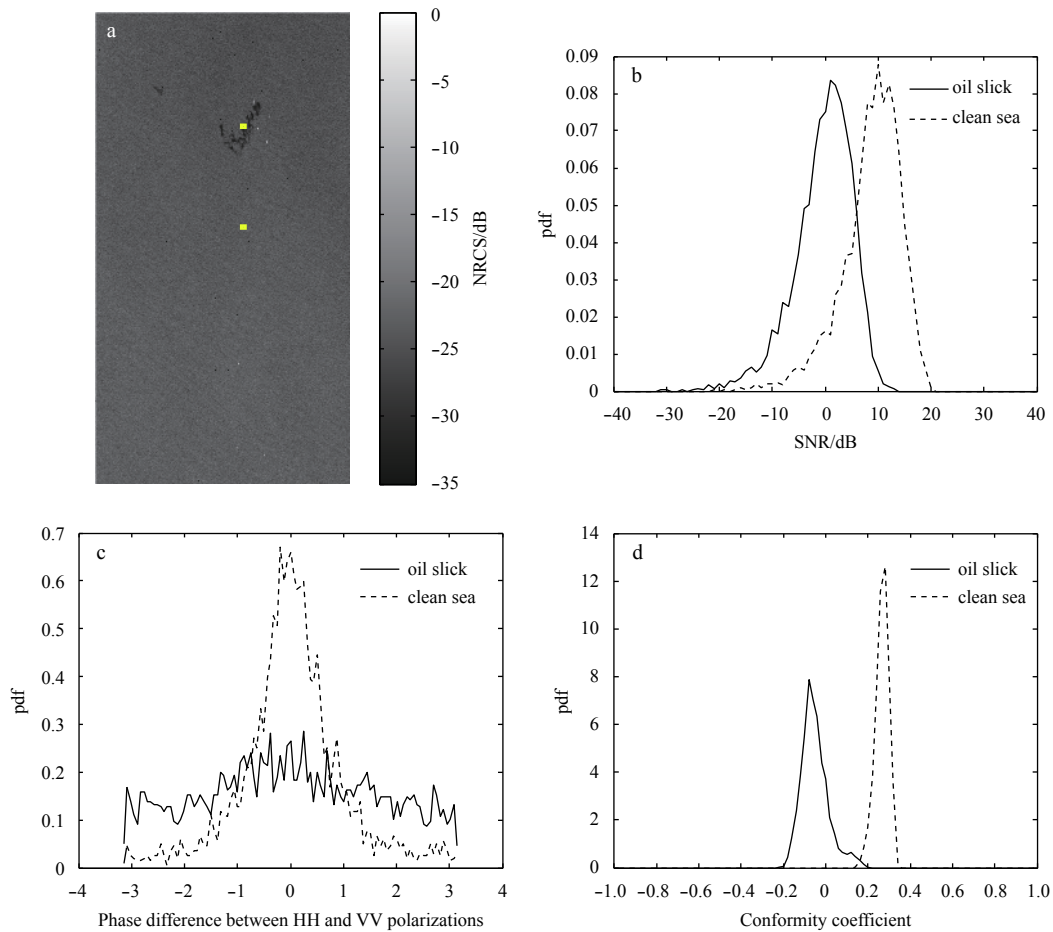 a
0
−5
−10
−15
−20
−25
−30
−35
NRCS/dB
b
oil slick
clean sea
0.09
0.08
0.07
0.06
0.05
0.04
0.03
0.02
0.01
0
pdf
−40 −30 −20 −10 0 10 20 30 40
SNR/dB
c
oil slick
clean sea
0.7
0.6
0.5
0.4
0.3
0.2
0.1
0
pdf
−4 −3 −2 −1 0 1 2 3 4
Phase difference between HH and VV polarizations
d
oil slick
clean sea
14
12
10
8
6
4
2
0
pdf
−1.0 −0.8 −0.6 −0.4 −0.2 0 0.2 0.4 0.6 0.8 1.0
Conformity coefficient